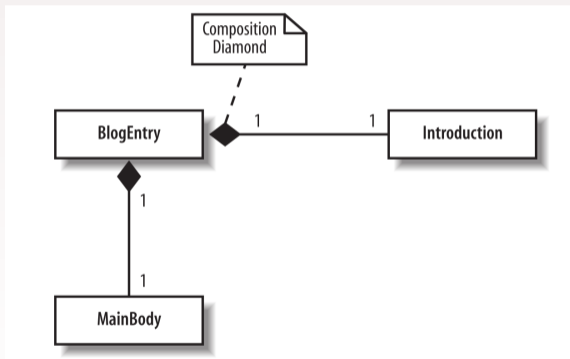 Composition
Diamond
BlogEntry
1
1
Introduction
1
1
MainBody